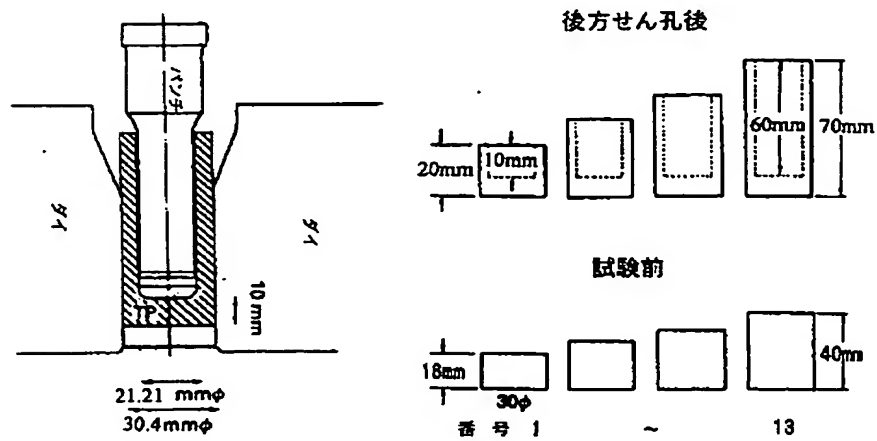 パンチ
ダイ
ダイ
TP
10 mm
21.21 mmφ
30.4mmφ
後方せん孔後
20mm
10mm
60mm
70mm
試験前
18mm
40mm
30φ
番号 1 ～ 13